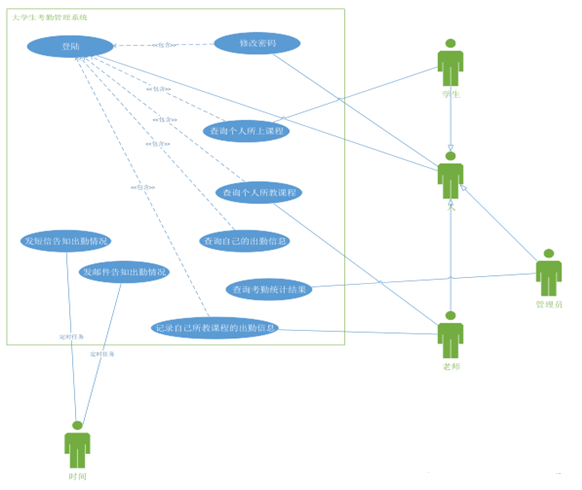 大学生考勤管理系统
登陆
<<包含>>
修改密码
学生
<<包含>>
<<包含>>
查询个人所上课程
<<包含>>
<<包含>>
查询个人所教课程
人
发短信告知出勤情况
查询自己的出勤信息
发邮件告知出勤情况
查询考勤统计结果
管理员
记录自己所教课程的出勤信息
定时任务
定时任务
老师
时间